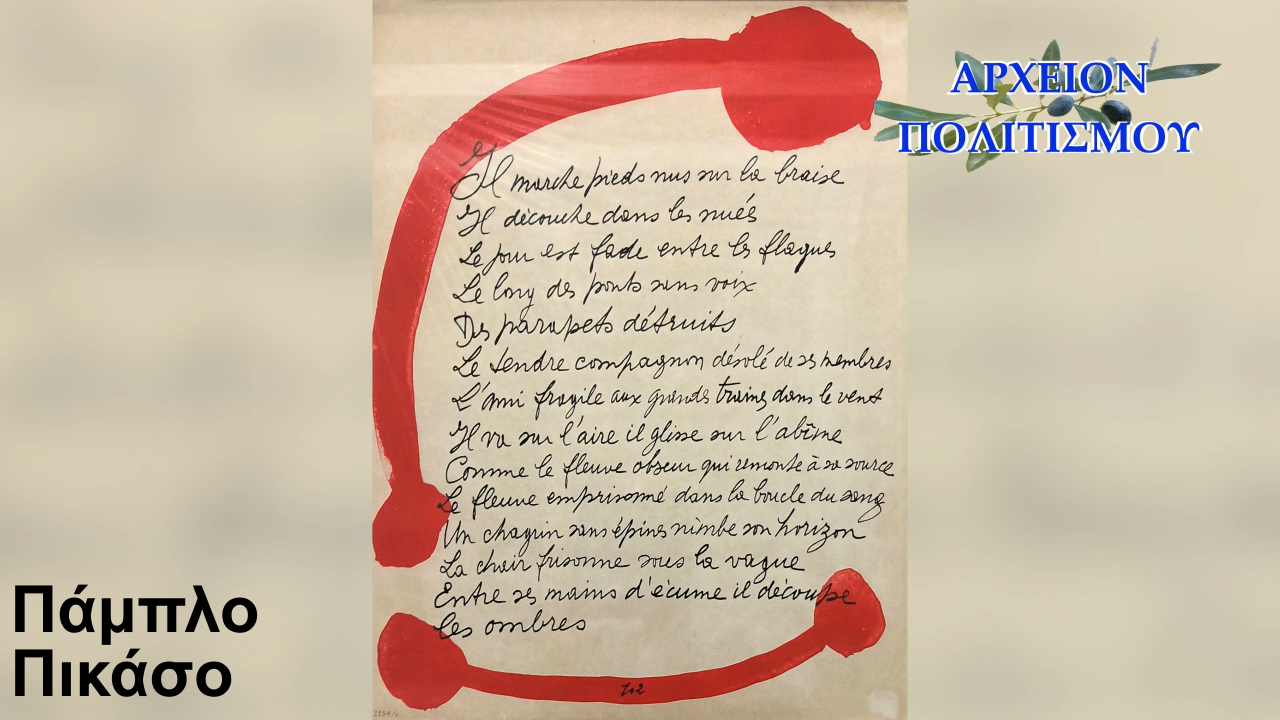 ΑΡΧΕΙΟΝ
ΠΟΛΙΤΙΣΜΟΥ
Il marche pieds nus sur la braise
Il découche dans les nués
Le jour est fade entre les flaques
Le long des ponts sans voix
Des parapets détruits
Le tendre compagnon désolé de ses membres
L'ami fragile aux grands trains dans le vent
Il va sur l'aire il glisse sur l'abîme
Comme le fleuve obscur qui remonte à sa source
Le fleuve emprisonné dans la boucle du sang
Un chagrin sans épines nimbe son horizon
La chair frisonne sous la vague
Entre ses mains d'écume il découpe
les ombres
102
Πάμπλο
Πικάσο